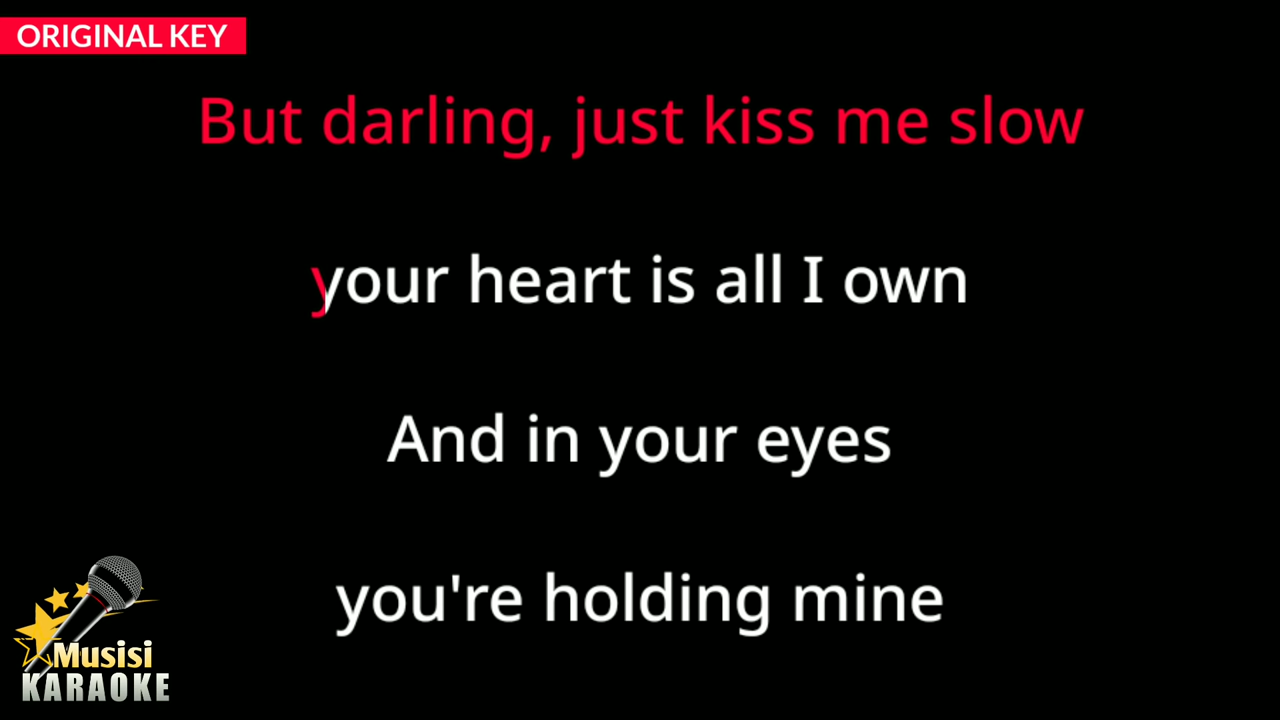 ORIGINAL KEY
But darling, just kiss me slow
your heart is all I own
And in your eyes
you're holding mine
Musisi
KARAOKE